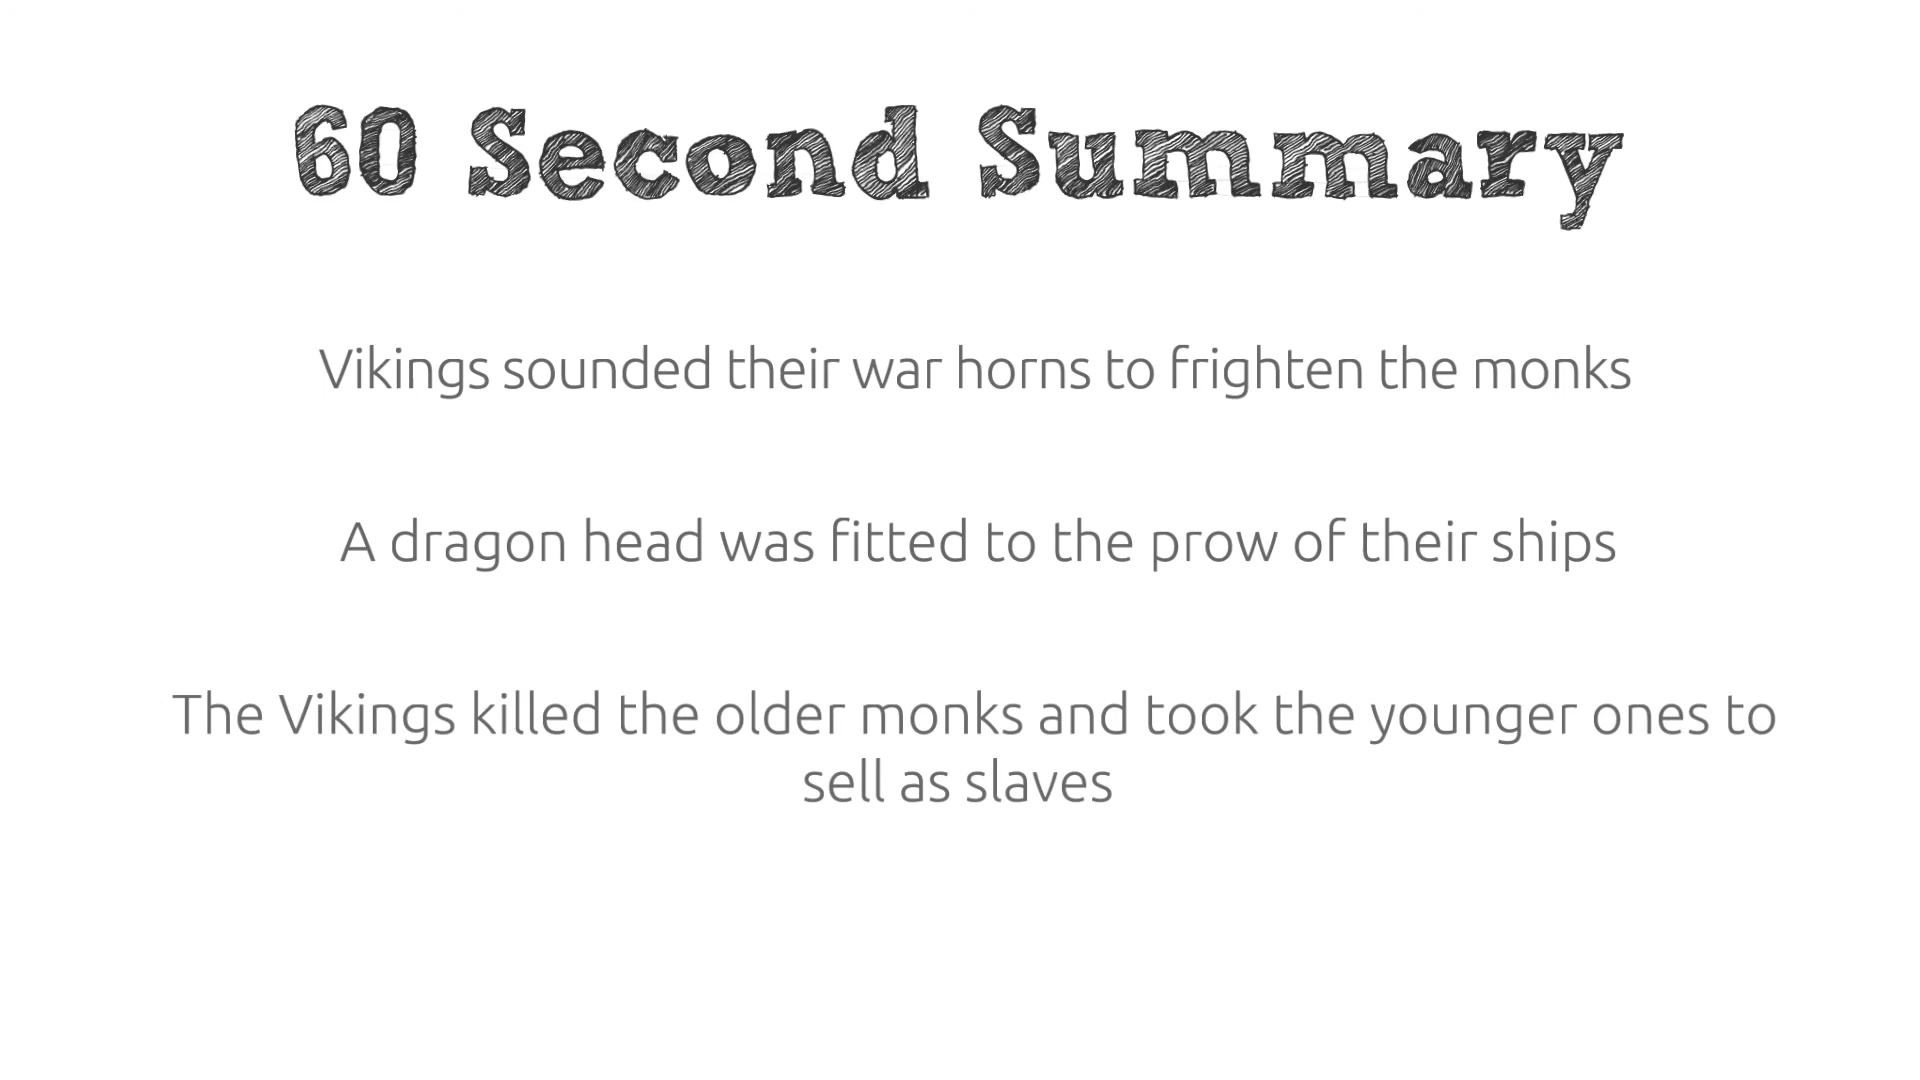 60 Second Summary
Vikings sounded their war horns to frighten the monks
A dragon head was fitted to the prow of their ships
The Vikings killed the older monks and took the younger ones to
sell as slaves